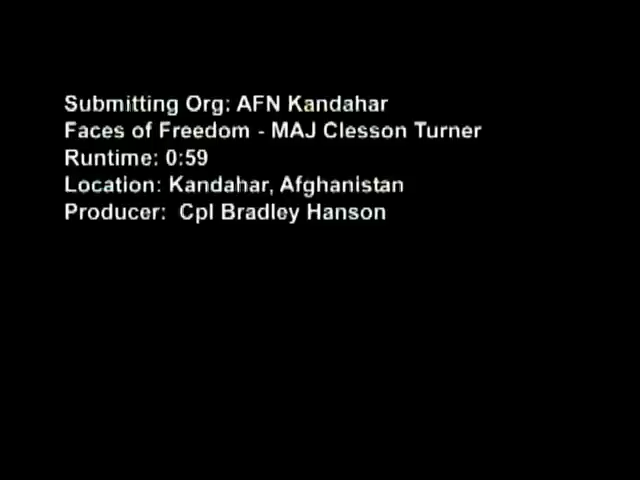 Submitting Org: AFN Kandahar
Faces of Freedom - MAJ Clesson Turner
Runtime: 0:59
Location: Kandahar, Afghanistan
Producer:  Cpl Bradley Hanson